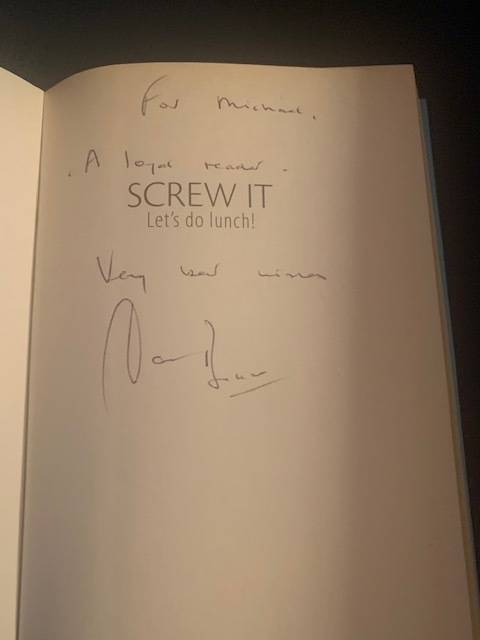 For Michael,
. A loyal reader.
SCREW IT
Let's do lunch!
Very best wishes